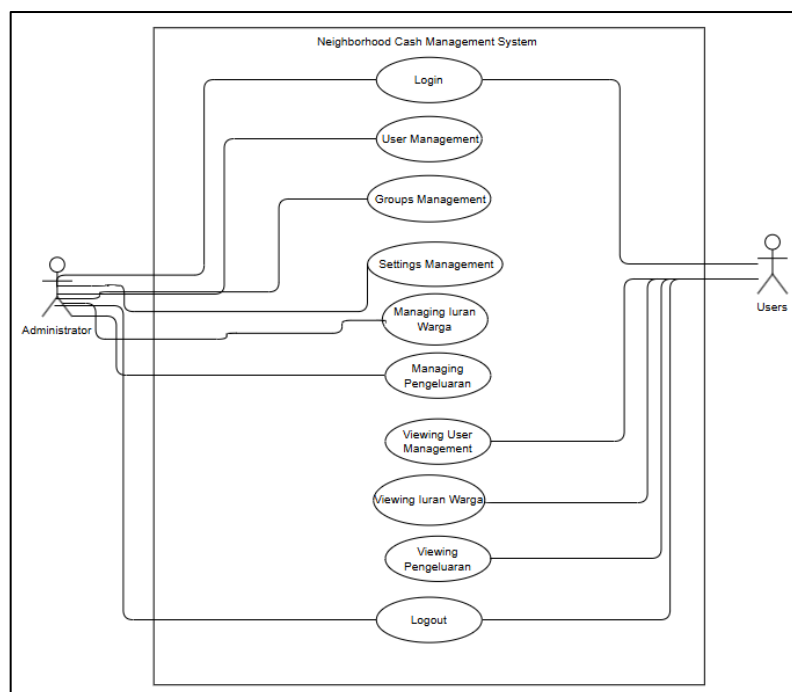 Neighborhood Cash Management System
Login
User Management
Groups Management
Settings Management
Managing Iuran
Warga
Managing
Pengeluaran
Viewing User
Management
Viewing Iuran Warga
Viewing
Pengeluaran
Logout
Administrator
Users